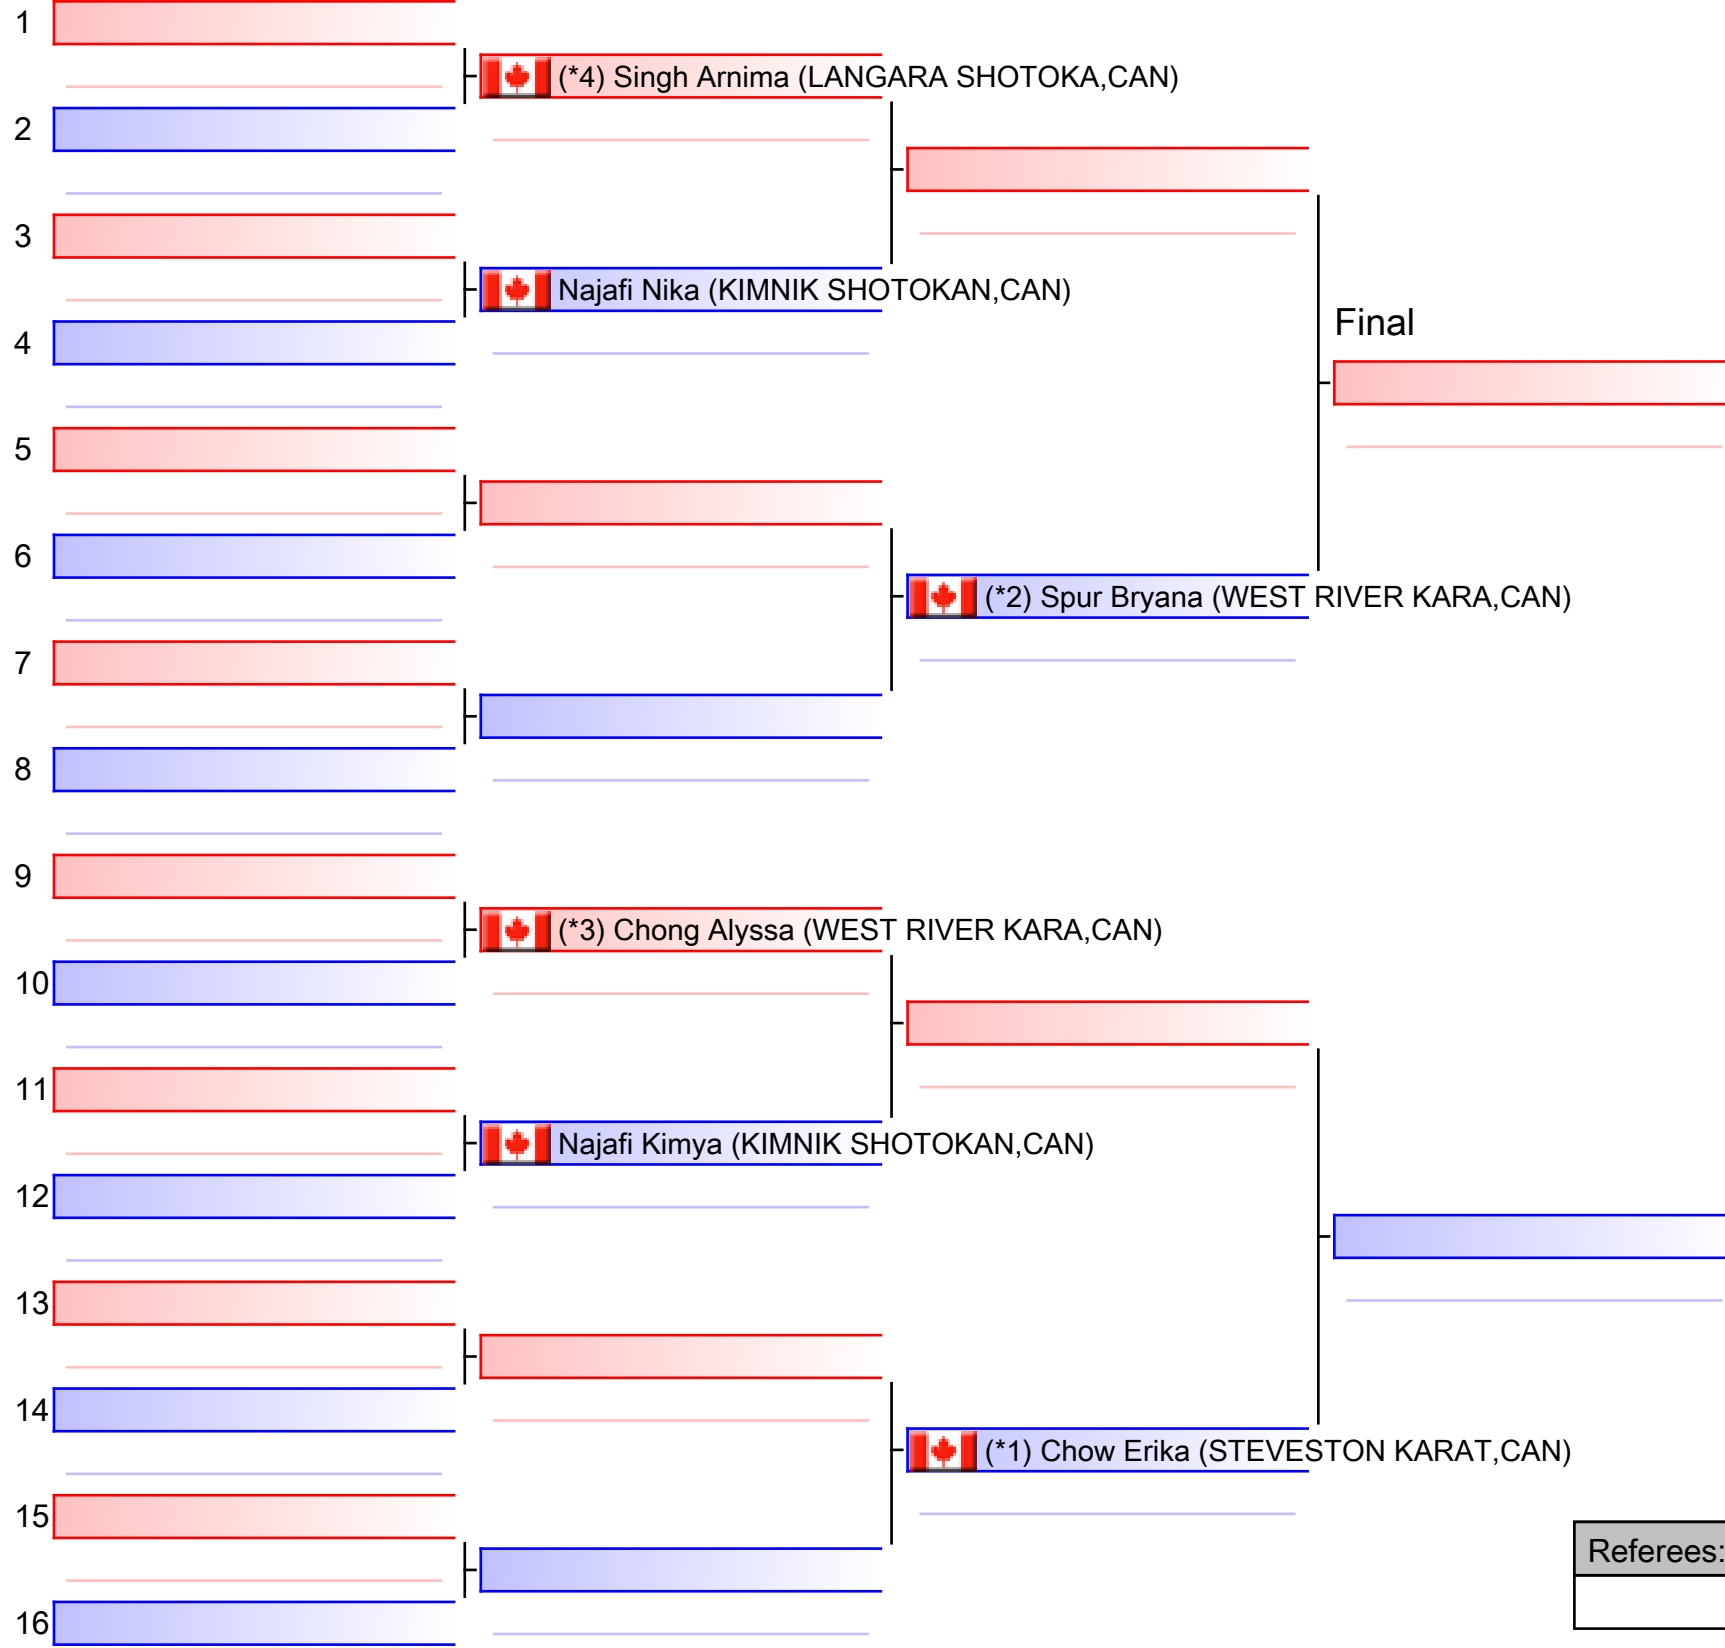 1
(*4) Singh Arnima (LANGARA SHOTOKA,CAN)
2
3
Najafi Nika (KIMNIK SHOTOKAN,CAN)
4
Final
5
6
(*2) Spur Bryana (WEST RIVER KARA,CAN)
7
8
9
(*3) Chong Alyssa (WEST RIVER KARA,CAN)
10
11
Najafi Kimya (KIMNIK SHOTOKAN,CAN)
12
13
14
(*1) Chow Erika (STEVESTON KARAT,CAN)
15
Referees:
16